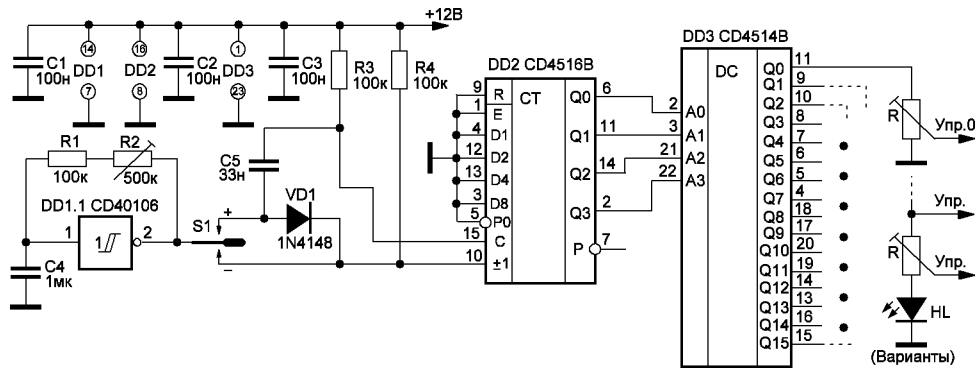 +12В
C1
100н
14
DD1
7
16
DD2
8
C2
100н
1
DD3
23
C3
100н
R3
100к
R4
100к
R1
100к
R2
500к
DD1.1 CD40106
1
1
2
C4
1мк
S1
+
–
C5
33н
VD1
1N4148
DD2 CD4516B
CT
9 R
1 E
4 D1
12 D2
13 D4
3 D8
5 P0
15 C
10 ±1
Q0 6
Q1 11
Q2 14
Q3 2
P 7
DD3 CD4514B
DC
2 A0
3 A1
21 A2
22 A3
Q0 11
Q1 9
Q2 10
Q3 8
Q4 7
Q5 6
Q6 5
Q7 4
Q8 18
Q9 17
Q10 20
Q11 19
Q12 14
Q13 13
Q14 16
Q15 15
R
Упр.0
Упр.
R
Упр.
HL
(Варианты)